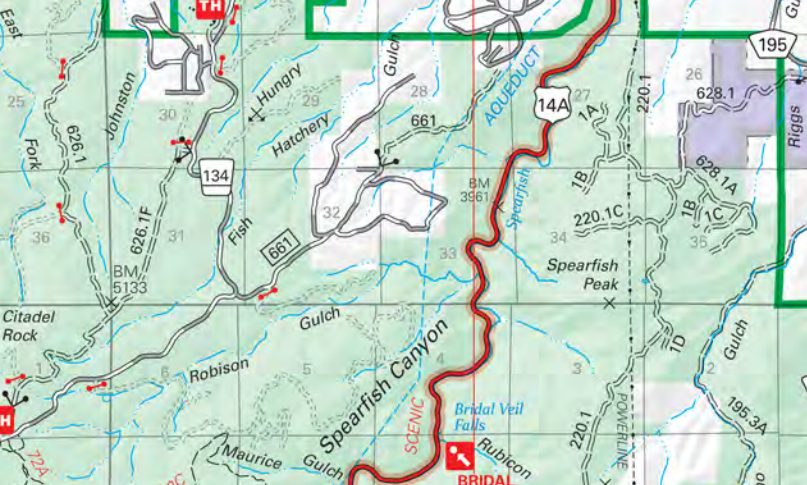 TH
East
Fork
25
626.1
Johnston
30
Hungry
29
Hatchery
Gulch
28
661
AQUEDUCT
27
14A
1A
1B
220.1
26
628.1
195
Gu
Riggs
628.1A
1B
1C
35
220.1C
34
134
32
BM
3961
Spearfish
36
626.1F
31
Fish
661
33
Spearfish
Peak
BM
5133
Citadel
Rock
Gulch
Robison
1
6
5
4
3
2
1D
Gulch
Spearfish Canyon
SCENIC
Bridal Veil
Falls
220.1
POWERLINE
195.3A
H
72A
Maurice
Gulch
Rubicon
BRIDAL